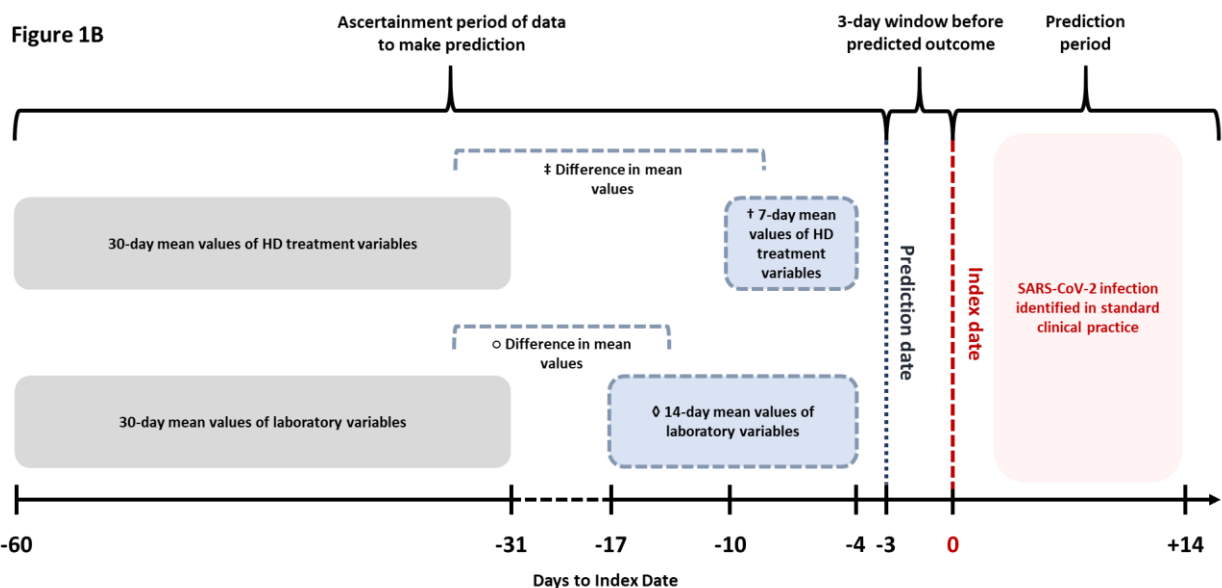 Figure 1B
Ascertainment period of data
to make prediction
3-day window before
predicted outcome
Prediction
period
‡ Difference in mean
values
30-day mean values of HD treatment variables
† 7-day mean
values of HD
treatment
variables
Prediction date
Index date
SARS-CoV-2 infection
identified in standard
clinical practice
○ Difference in mean
values
30-day mean values of laboratory variables
◊ 14-day mean values of
laboratory variables
-60 -31 -17 -10 -4 -3 0 +14
Days to Index Date